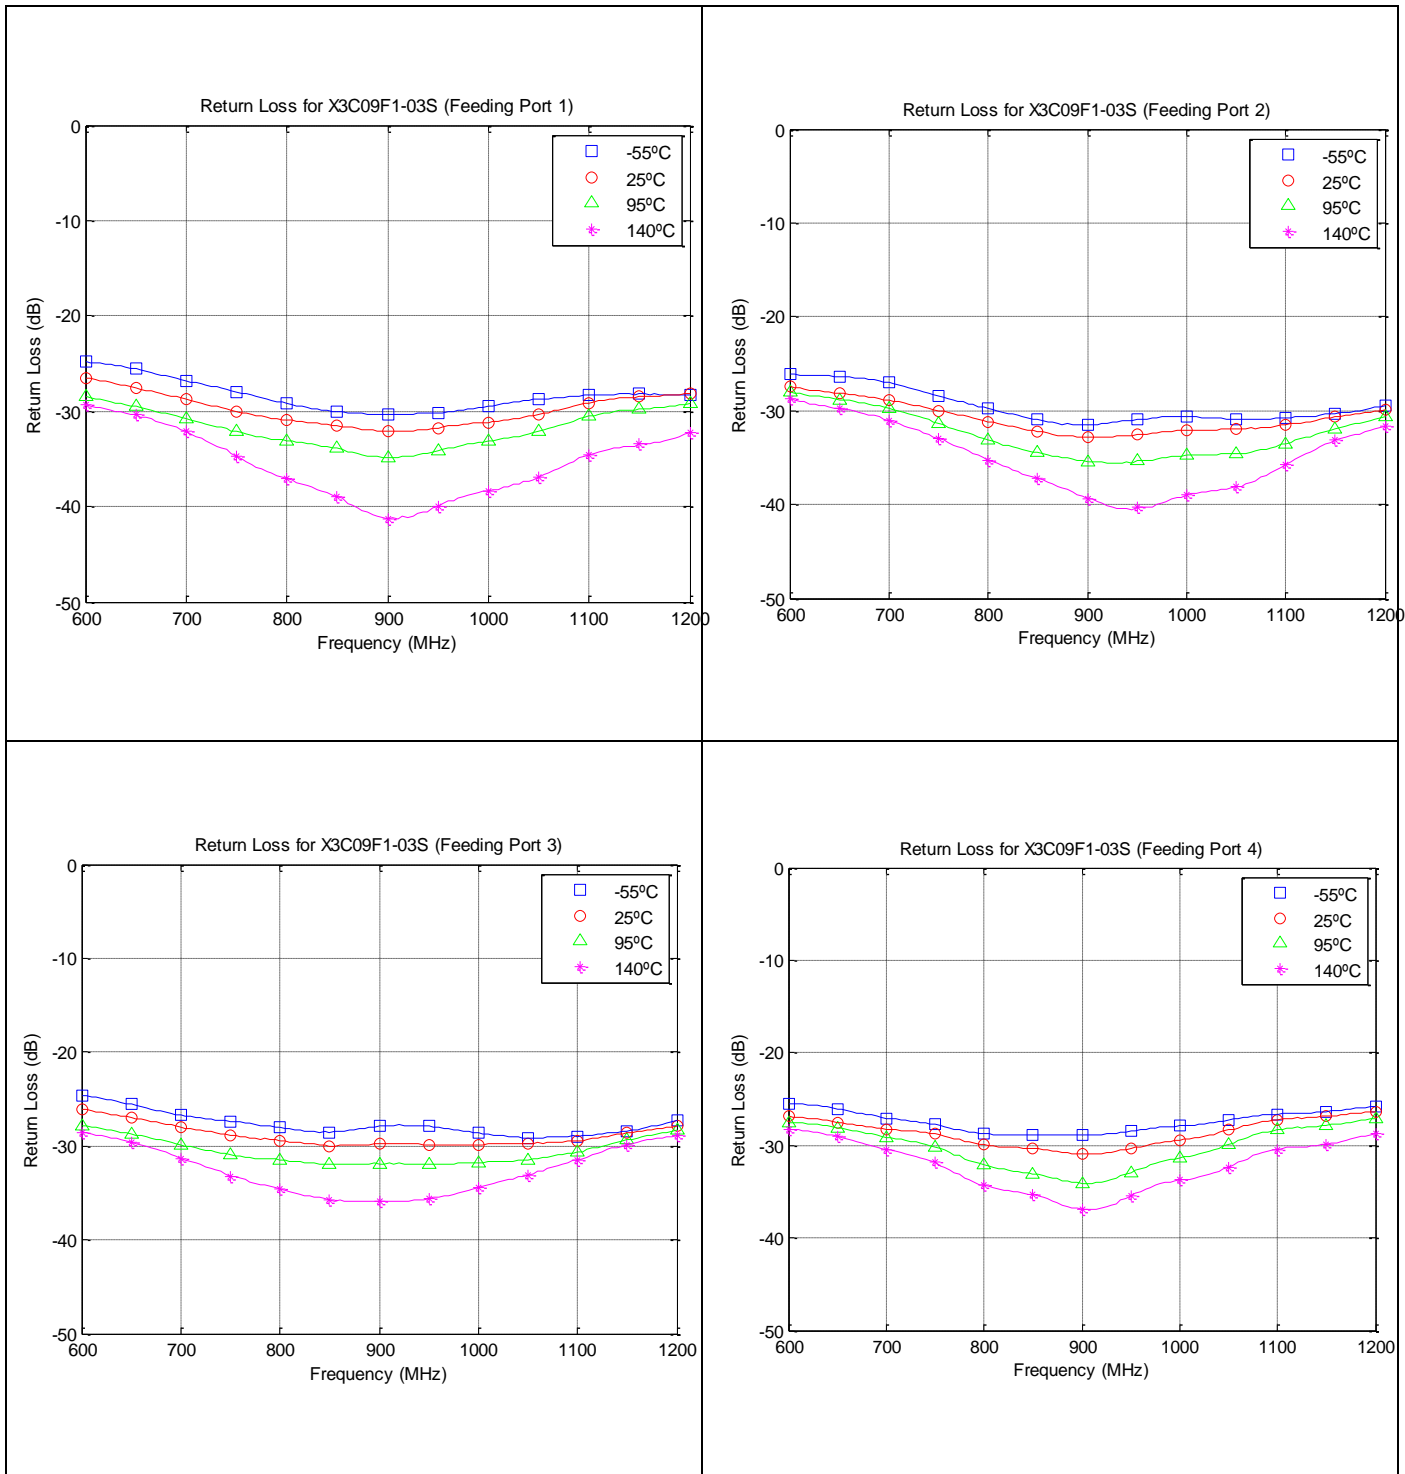 Return Loss for X3C09F1-03S (Feeding Port 1)
0
-10
-20
-30
-40
-50
Return Loss (dB)
-55ºC
25ºC
95ºC
140ºC
600 700 800 900 1000 1100 1200
Frequency (MHz)
Return Loss for X3C09F1-03S (Feeding Port 2)
0
-10
-20
-30
-40
-50
Return Loss (dB)
-55ºC
25ºC
95ºC
140ºC
600 700 800 900 1000 1100 1200
Frequency (MHz)
Return Loss for X3C09F1-03S (Feeding Port 3)
0
-10
-20
-30
-40
-50
Return Loss (dB)
-55ºC
25ºC
95ºC
140ºC
600 700 800 900 1000 1100 1200
Frequency (MHz)
Return Loss for X3C09F1-03S (Feeding Port 4)
0
-10
-20
-30
-40
-50
Return Loss (dB)
-55ºC
25ºC
95ºC
140ºC
600 700 800 900 1000 1100 1200
Frequency (MHz)